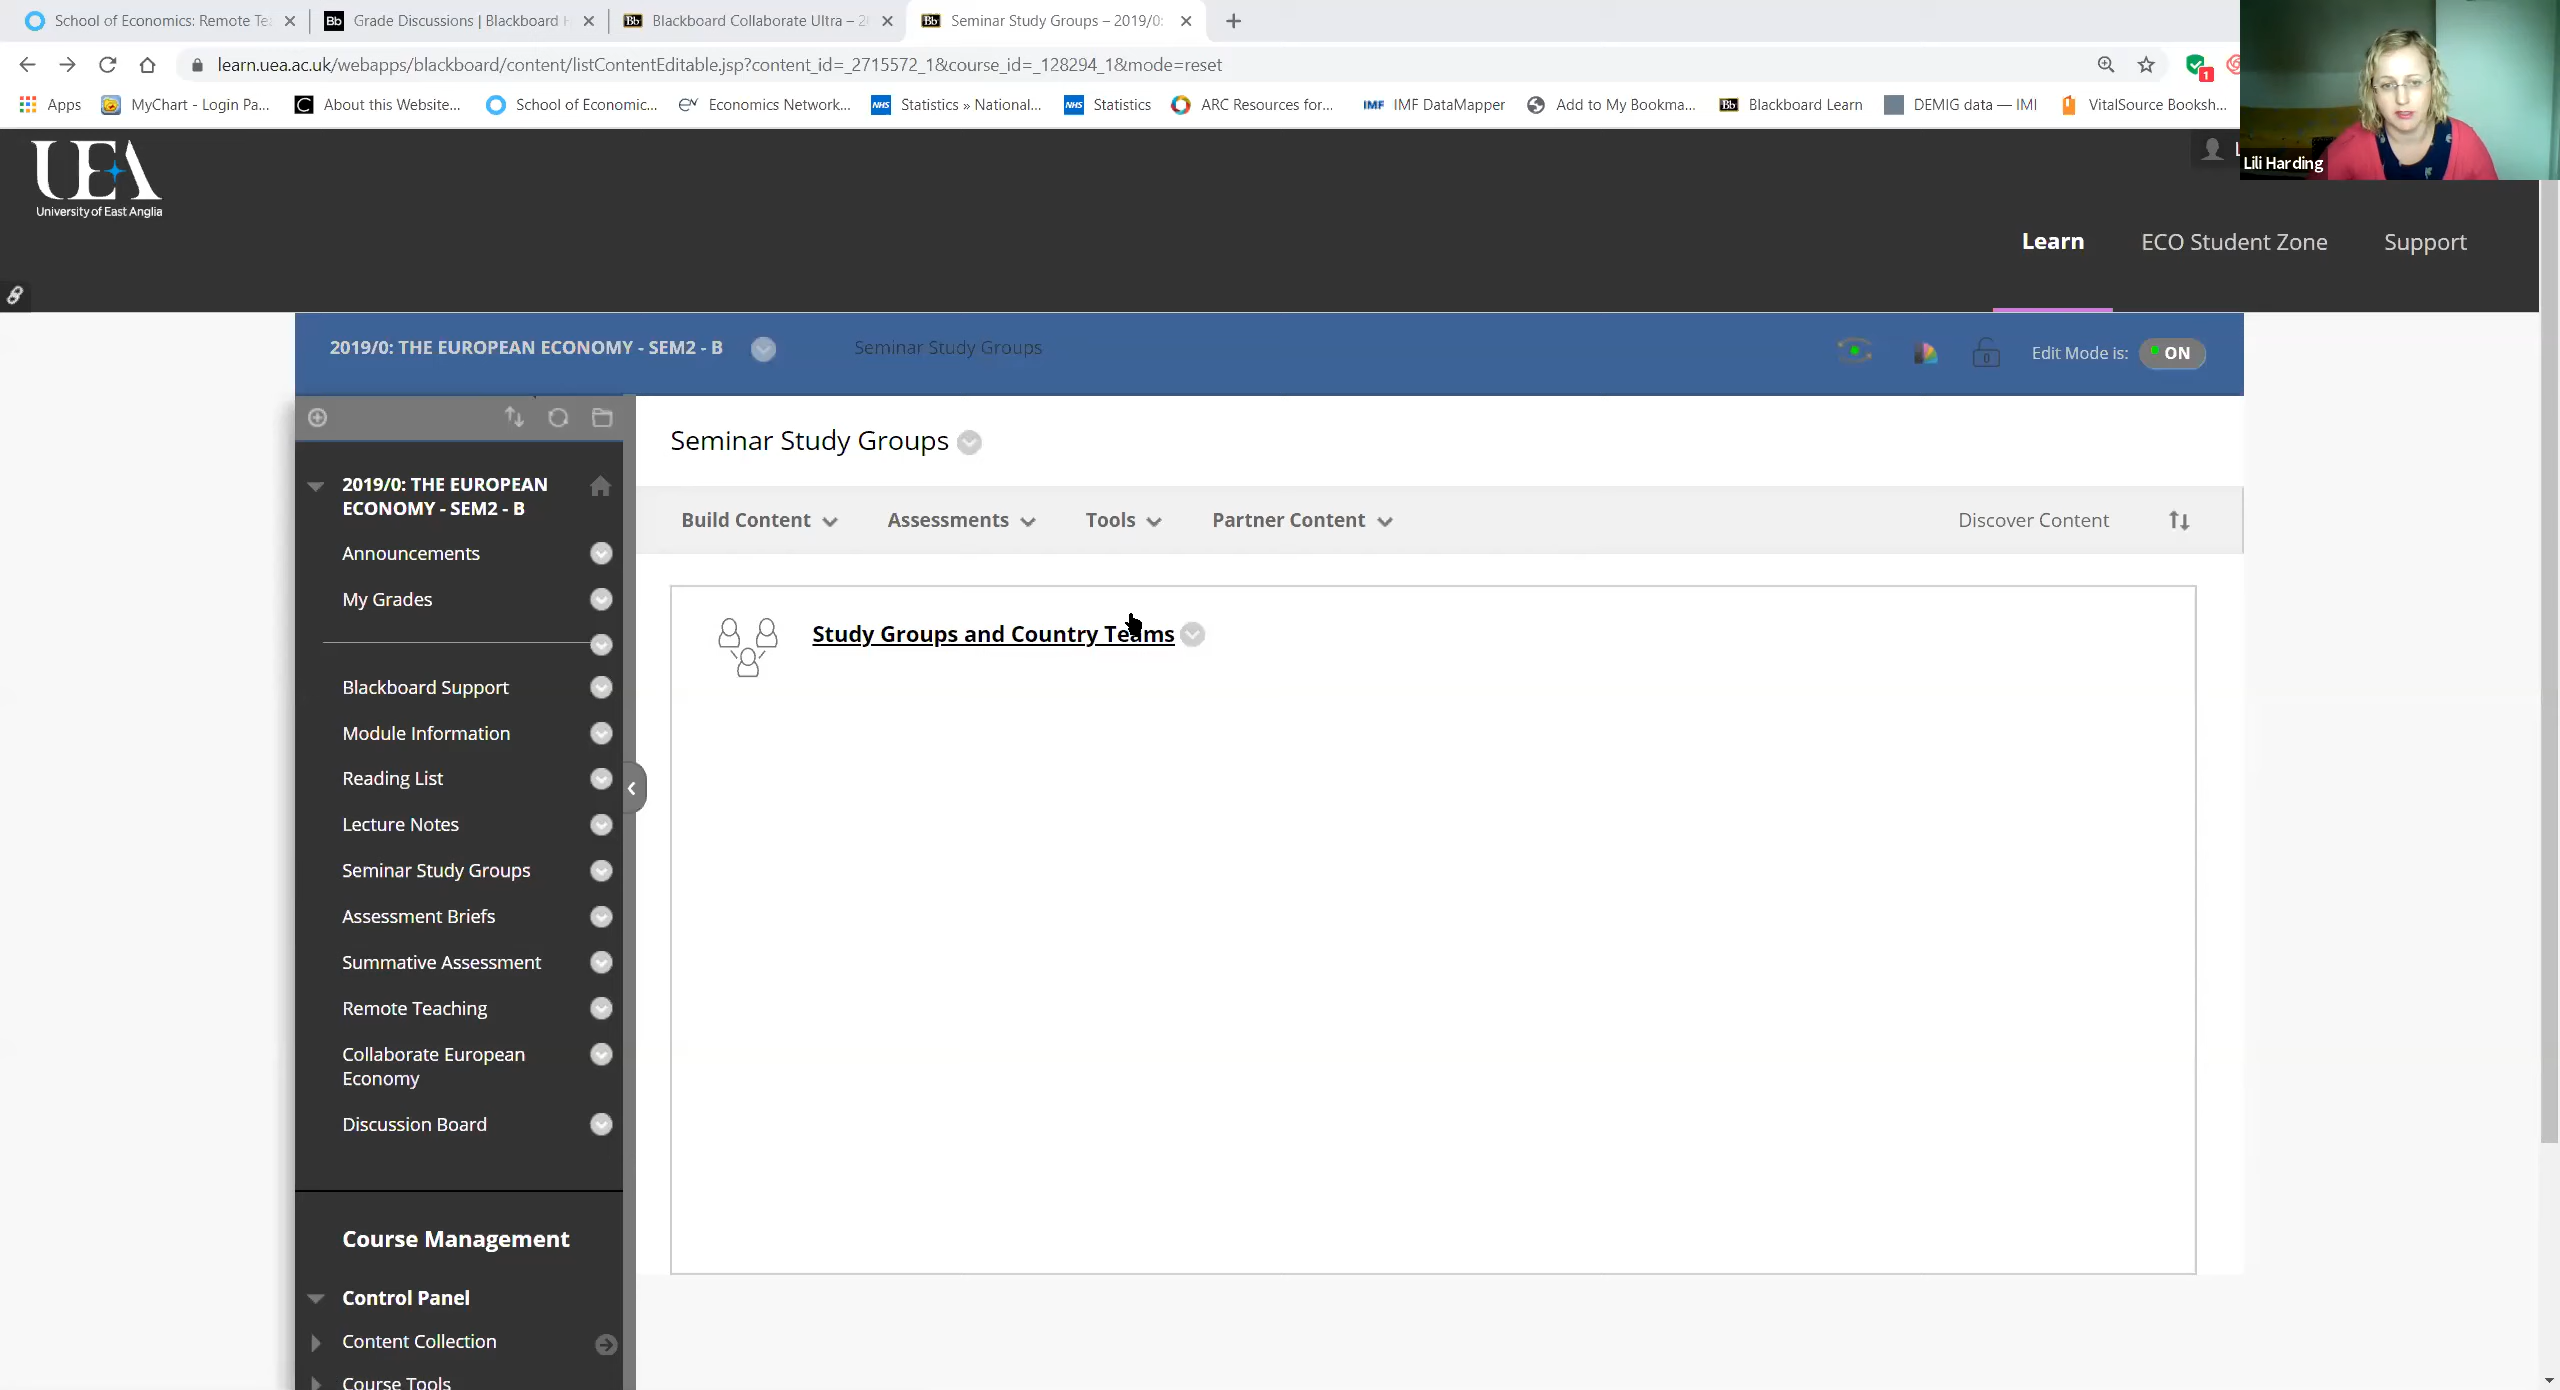 School of Economics: Remote Te
Grade Discussions | Blackboard H
Blackboard Collaborate Ultra – 2
Seminar Study Groups – 2019/0:
learn.uea.ac.uk/webapps/blackboard/content/listContentEditable.jsp?content_id=_2715572_1&course_id=_128294_1&mode=reset
Apps
MyChart - Login Pa...
About this Website...
School of Economic...
Economics Network...
Statistics » National...
Statistics
ARC Resources for...
IMF DataMapper
Add to My Bookma...
Blackboard Learn
DEMIG data — IMI
VitalSource Booksh...
Lili Harding
UEA
University of East Anglia
Learn
ECO Student Zone
Support
2019/0: THE EUROPEAN ECONOMY - SEM2 - B
Seminar Study Groups
Edit Mode is:
ON
Seminar Study Groups
2019/0: THE EUROPEAN
ECONOMY - SEM2 - B
Build Content
Assessments
Tools
Partner Content
Discover Content
Announcements
My Grades
Study Groups and Country Teams
Blackboard Support
Module Information
Reading List
Lecture Notes
Seminar Study Groups
Assessment Briefs
Summative Assessment
Remote Teaching
Collaborate European
Economy
Discussion Board
Course Management
Control Panel
Content Collection
Course Tools